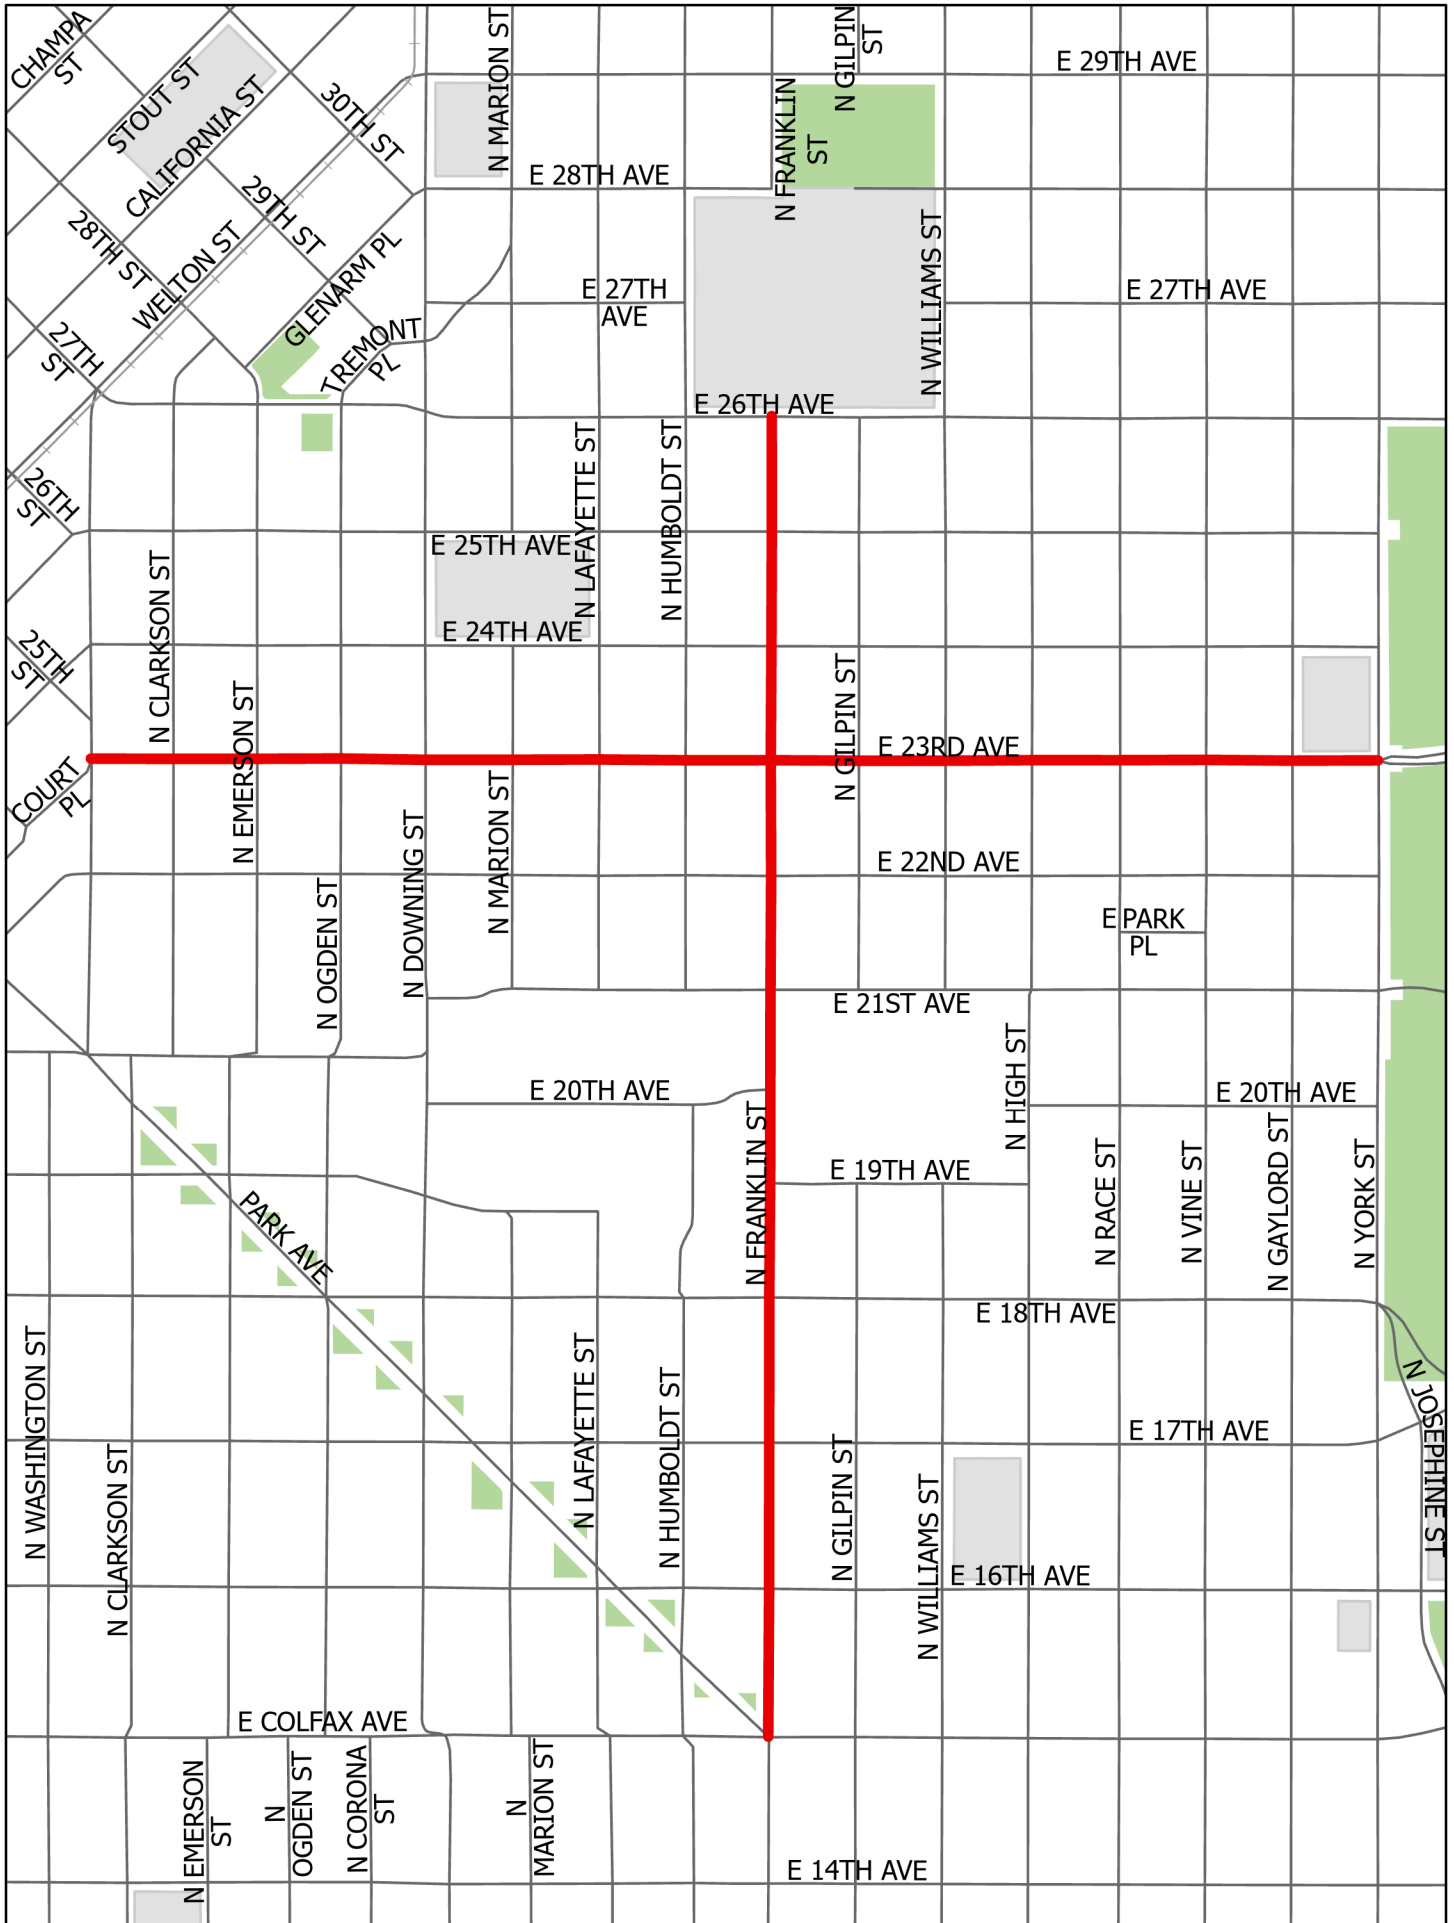 CHAMPA
ST
STOUT ST
CALIFORNIA ST
30TH ST
N MARION ST
N GILPIN
ST
E 29TH AVE
N FRANKLIN
ST
E 28TH AVE
29TH ST
28TH ST
WELTON ST
GLENARM PL
TREMONT
PL
27TH
ST
E 27TH
AVE
N WILLIAMS ST
E 27TH AVE
E 26TH AVE
26TH
ST
N LAFAYETTE ST
N HUMBOLDT ST
E 25TH AVE
N CLARKSON ST
E 24TH AVE
25TH
ST
N EMERSON ST
N GILPIN ST
E 23RD AVE
COURT
PL
N MARION ST
N DOWNING ST
N OGDEN ST
E 22ND AVE
E PARK
PL
E 21ST AVE
N HIGH ST
E 20TH AVE
E 20TH AVE
N FRANKLIN ST
E 19TH AVE
N RACE ST
N VINE ST
N GAYLORD ST
N YORK ST
PARK AVE
E 18TH AVE
N WASHINGTON ST
N LAFAYETTE ST
N HUMBOLDT ST
N JOSEPHINE ST
E 17TH AVE
N CLARKSON ST
N GILPIN ST
N WILLIAMS ST
E 16TH AVE
E COLFAX AVE
N EMERSON
ST
N
OGDEN ST
N CORONA
ST
N
MARION ST
E 14TH AVE